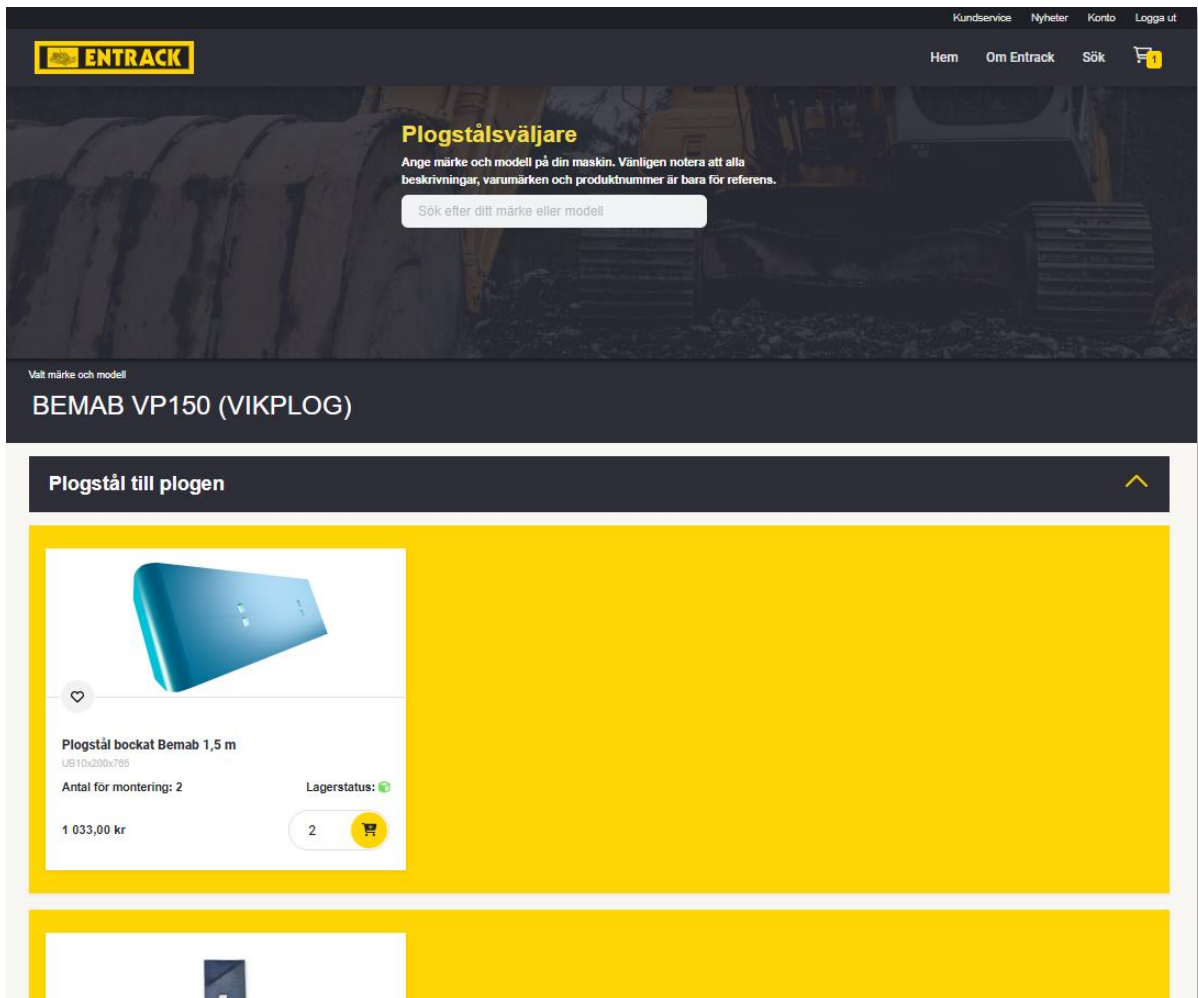 Kundservice Nyheter Konto Logga ut
ENTRACK
Hem Om Entrack Sök 1
Plogstålsväljare
Ange märke och modell på din maskin. Vänligen notera att alla
beskrivningar, varumärken och produktnummer är bara för referens.
Sök efter ditt märke eller modell
Valt märke och modell
BEMAB VP150 (VIKPLOG)
Plogstål till plogen
Plogstål bockat Bemab 1,5 m
UB10x200x765
Antal för montering: 2 Lagerstatus:
1 033,00 kr 2